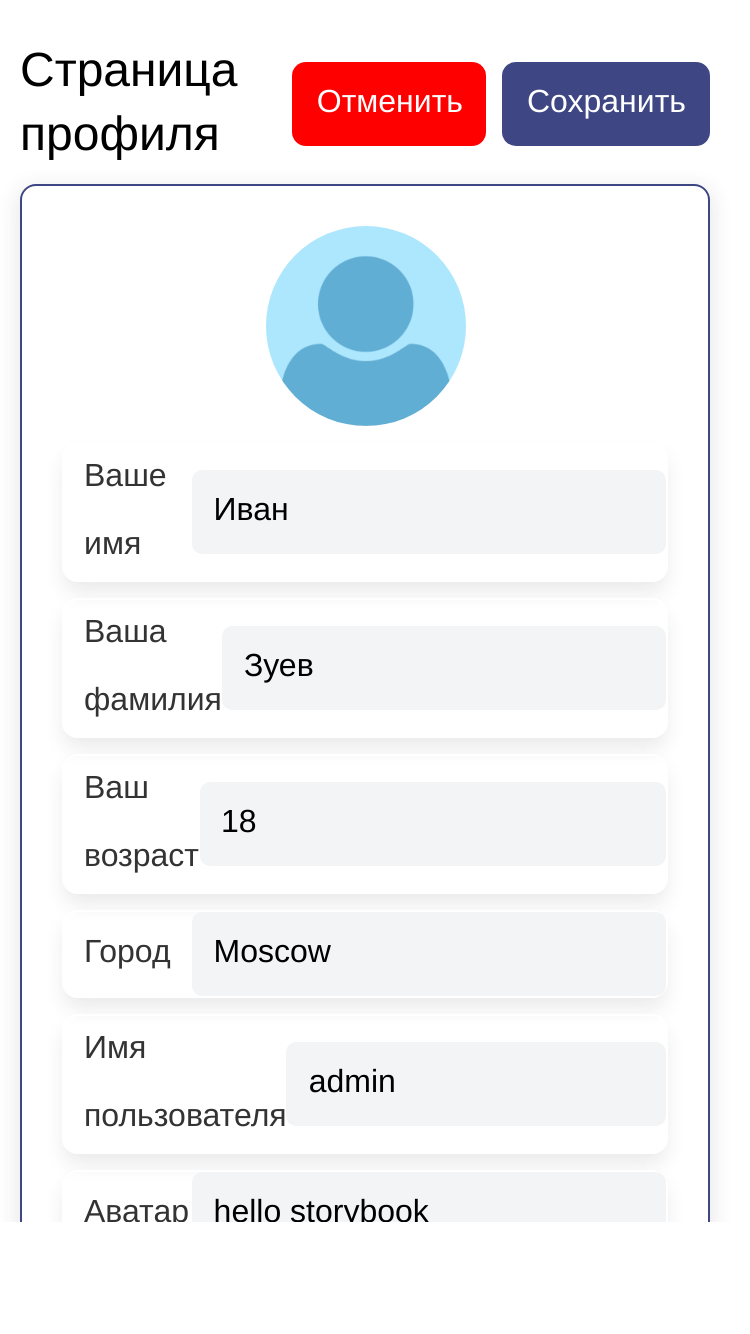 Страница
профиля
Отменить
Сохранить
Ваше
имя
Иван
Ваша
фамилия
Зуев
Ваш
возраст
18
Город
Moscow
Имя
пользователя
admin
Аватар
hello storybook